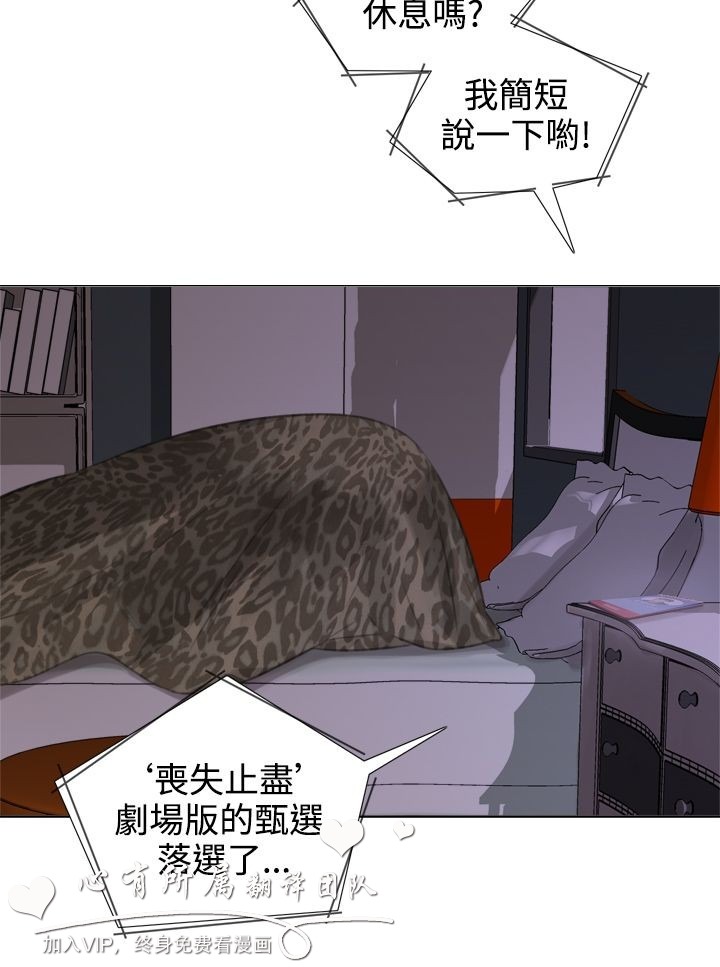 休息嗎?
我簡短
說一下喲!
‘喪失止盡’
劇場版的甄選
落選了...
心有所属翻译团队
加入VIP，终身免费看漫画